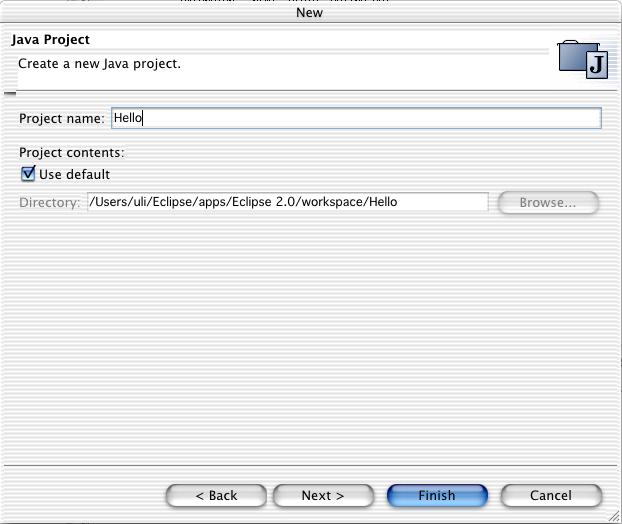 New
Java Project
Create a new Java project.
J
Project name: Hello
Project contents:
Use default
Directory: /Users/uli/Eclipse/apps/Eclipse 2.0/workspace/Hello Browse...
< Back Next > Finish Cancel